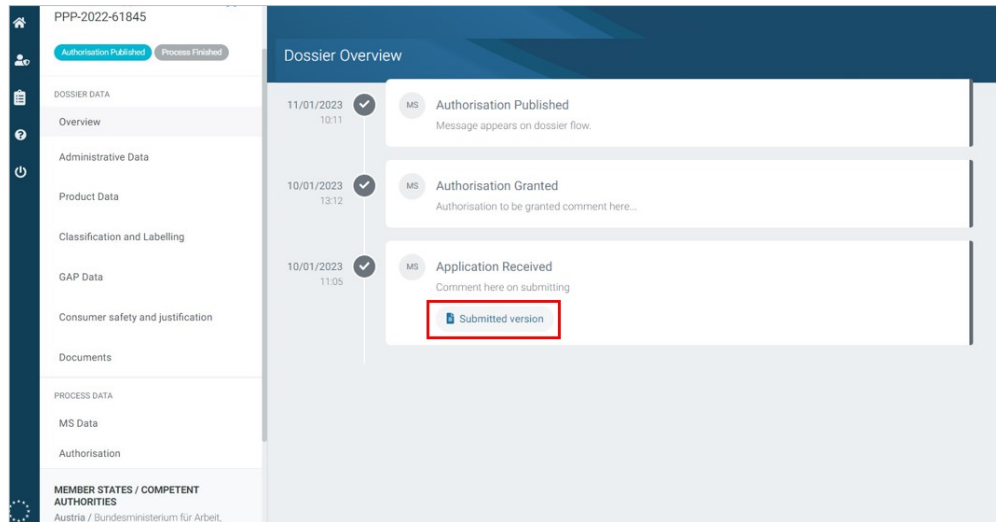 PPP-2022-61845
Authorisation Published Process Finished
DOSSIER DATA
Overview
Administrative Data
Product Data
Classification and Labelling
GAP Data
Consumer safety and justification
Documents
PROCESS DATA
MS Data
Authorisation
MEMBER STATES / COMPETENT
AUTHORITIES
Austria / Bundesministerium für Arbeit,
Dossier Overview
11/01/2023
10:11
MS
Authorisation Published
Message appears on dossier flow.
10/01/2023
13:12
MS
Authorisation Granted
Authorisation to be granted comment here...
10/01/2023
11:05
MS
Application Received
Comment here on submitting
Submitted version